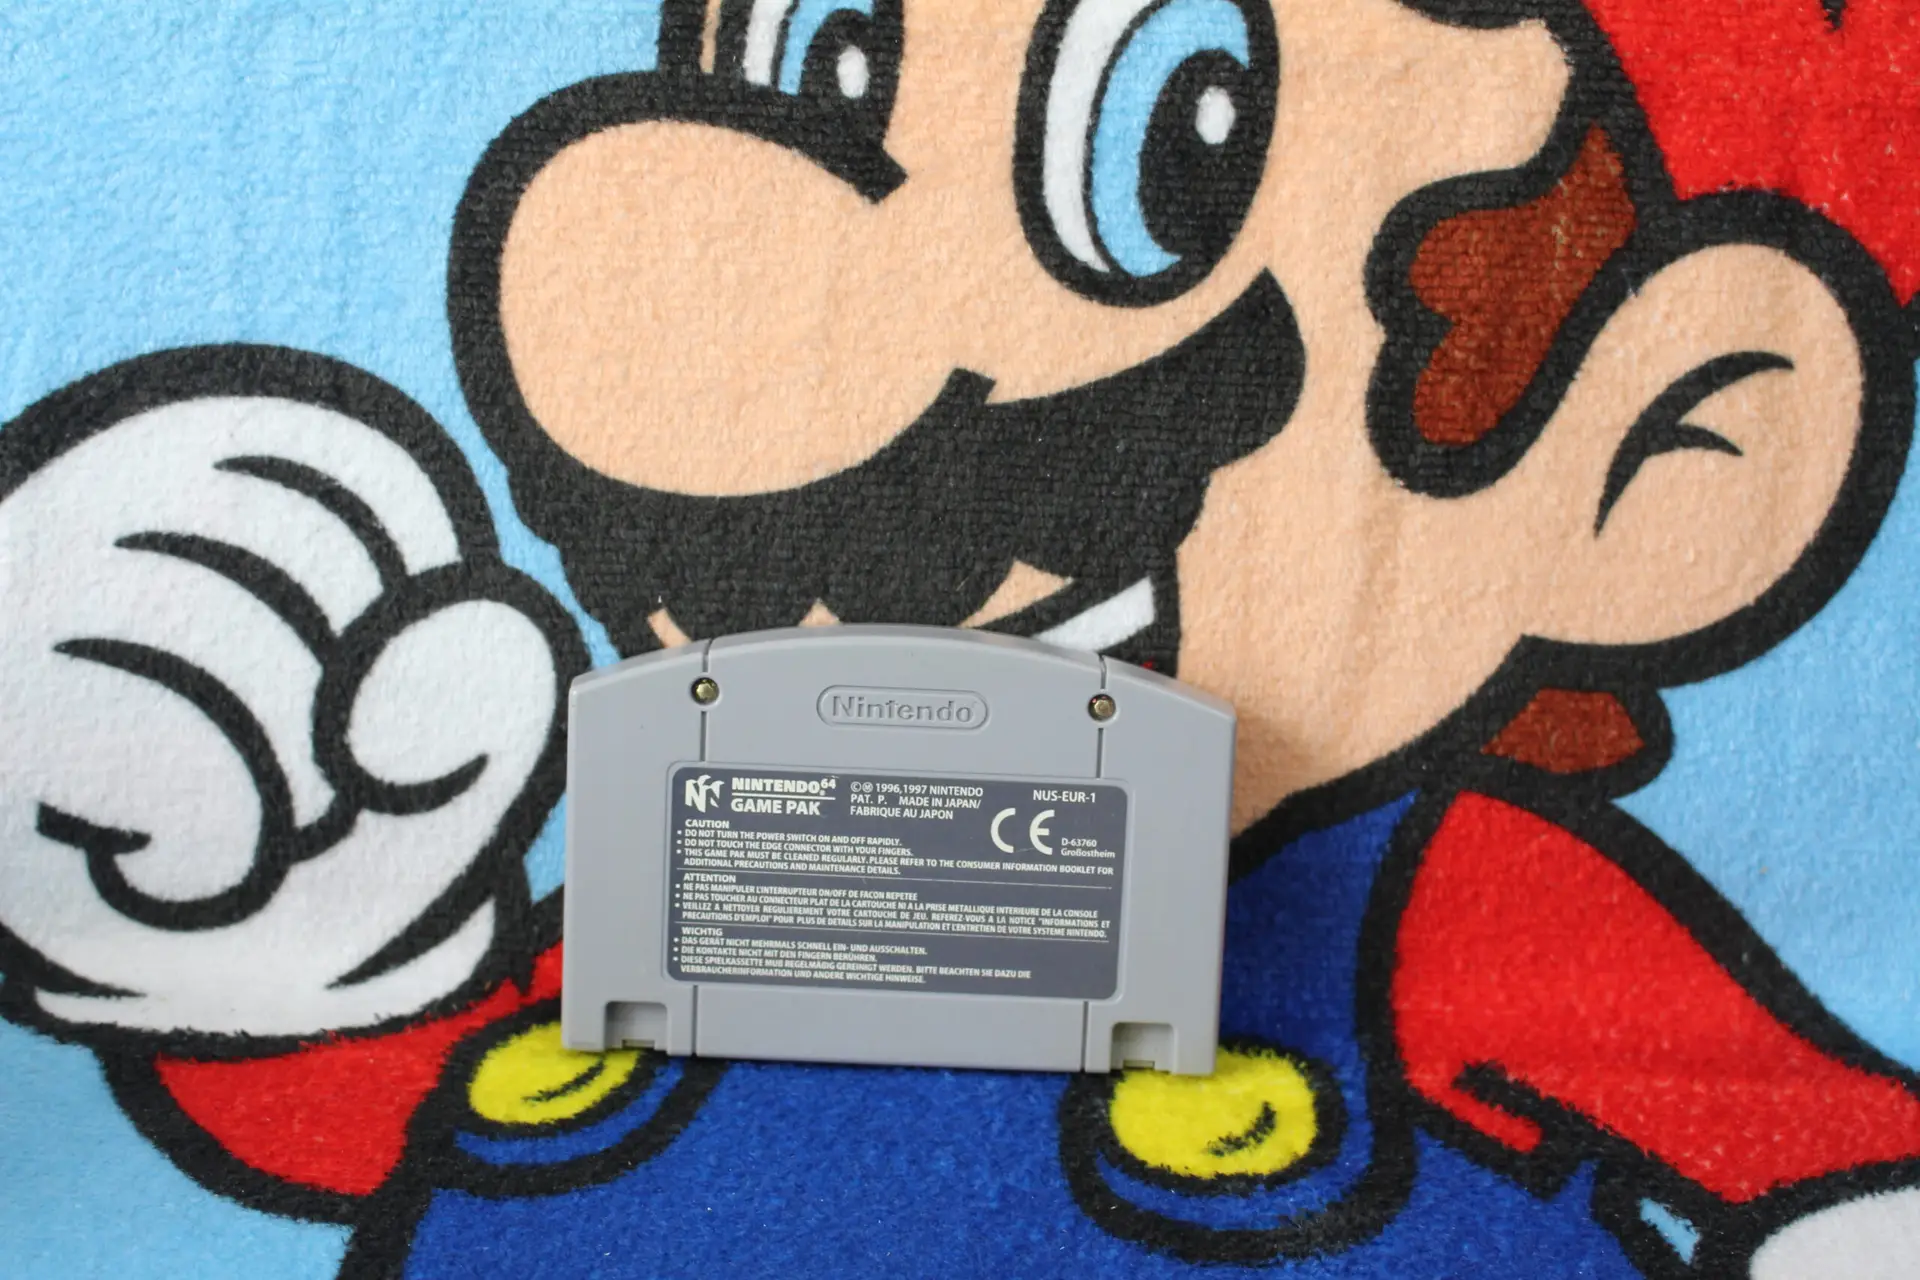 Nintendo
NINTENDO64
GAME PAK
©Ⓜ 1996,1997 NINTENDO
PAT. P. MADE IN JAPAN/
FABRIQUE AU JAPON
NUS-EUR-1
CE
D-63760
Großostheim
CAUTION
• DO NOT TURN THE POWER SWITCH ON AND OFF RAPIDLY.
• DO NOT TOUCH THE EDGE CONNECTOR WITH YOUR FINGERS.
• THIS GAME PAK MUST BE CLEANED REGULARLY. PLEASE REFER TO THE CONSUMER INFORMATION BOOKLET FOR
ADDITIONAL PRECAUTIONS AND MAINTENANCE DETAILS.
ATTENTION
• NE PAS MANIPULER L'INTERRUPTEUR ON/OFF DE FACON REPETEE
• NE PAS TOUCHER AU CONNECTEUR PLAT DE LA CARTOUCHE NI A LA PRISE METALLIQUE INTERIEURE DE LA CONSOLE
• VEILLEZ A NETTOYER REGULIEREMENT VOTRE CARTOUCHE DE JEU. REFEREZ-VOUS A LA NOTICE "INFORMATIONS ET
PRECAUTIONS D'EMPLOI" POUR PLUS DE DETAILS SUR LA MANIPULATION ET L'ENTRETIEN DE VOTRE SYSTEME NINTENDO.
WICHTIG
• DAS GERÄT NICHT MEHRMALS SCHNELL EIN- UND AUSSCHALTEN.
• DIE KONTAKTE NICHT MIT DEN FINGERN BERÜHREN.
• DIESE SPIELKASSETTE MUß REGELMÄßIG GEREINIGT WERDEN. BITTE BEACHTEN SIE DAZU DIE
VERBRAUCHERINFORMATION UND ANDERE WICHTIGE HINWEISE.